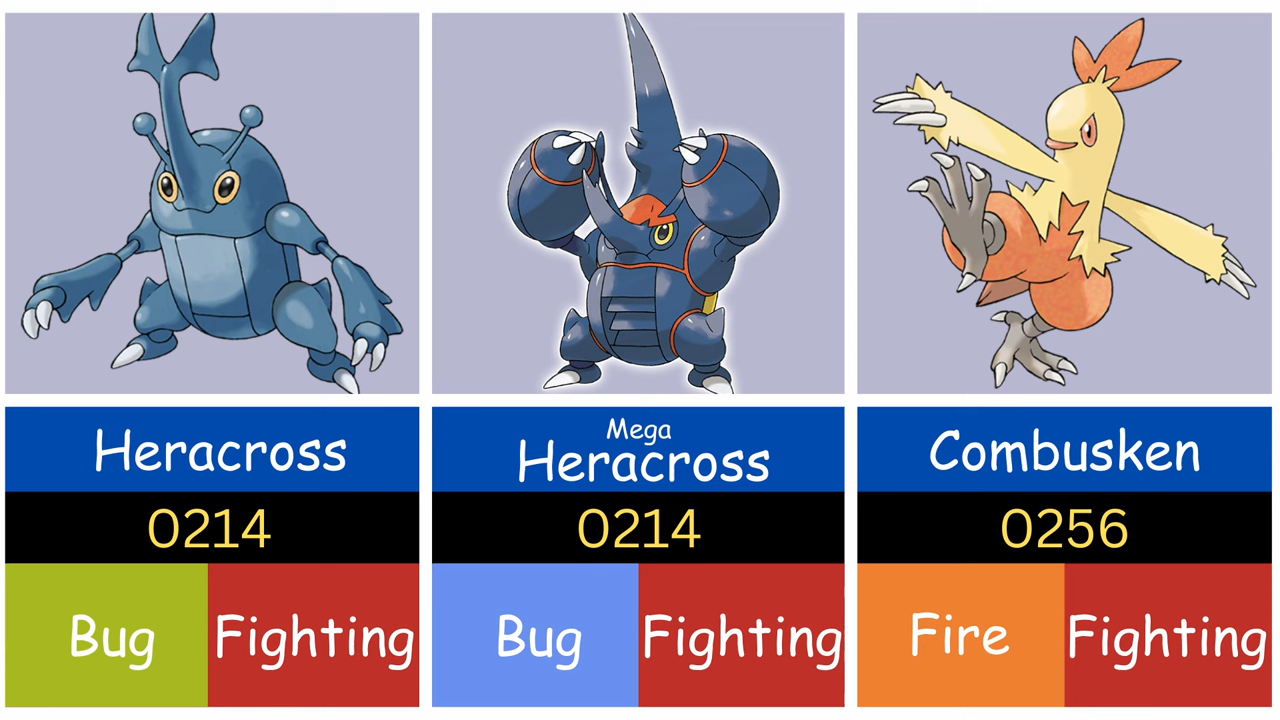 Heracross
0214
Bug Fighting
Mega
Heracross
0214
Bug Fighting
Combusken
0256
Fire Fighting